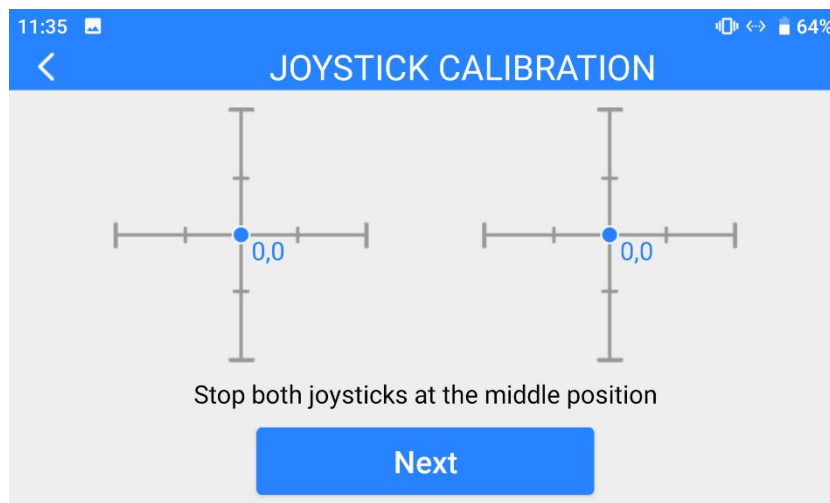 11:35 64%
JOYSTICK CALIBRATION
0,0 0,0
Stop both joysticks at the middle position
Next